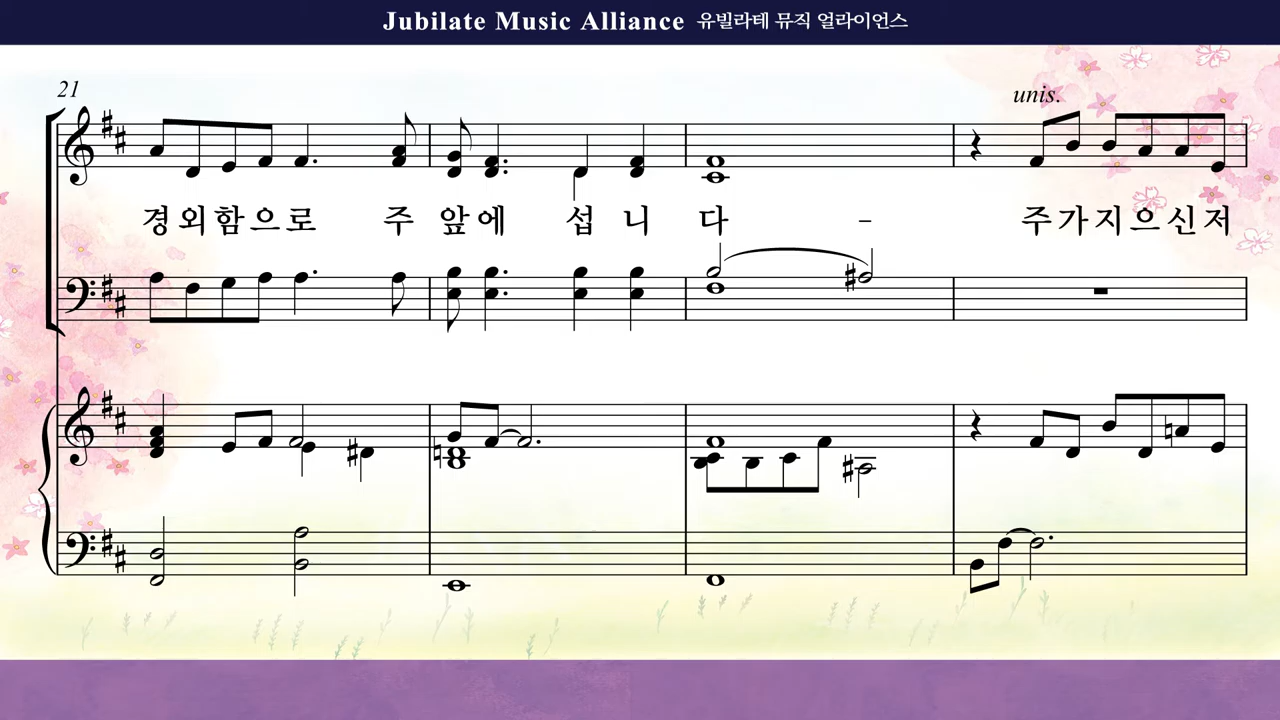 Jubilate Music Alliance 유빌라테 뮤직 얼라이언스
21
unis.
경외함으로 주 앞에 섭 니 다 - 주가지으신저